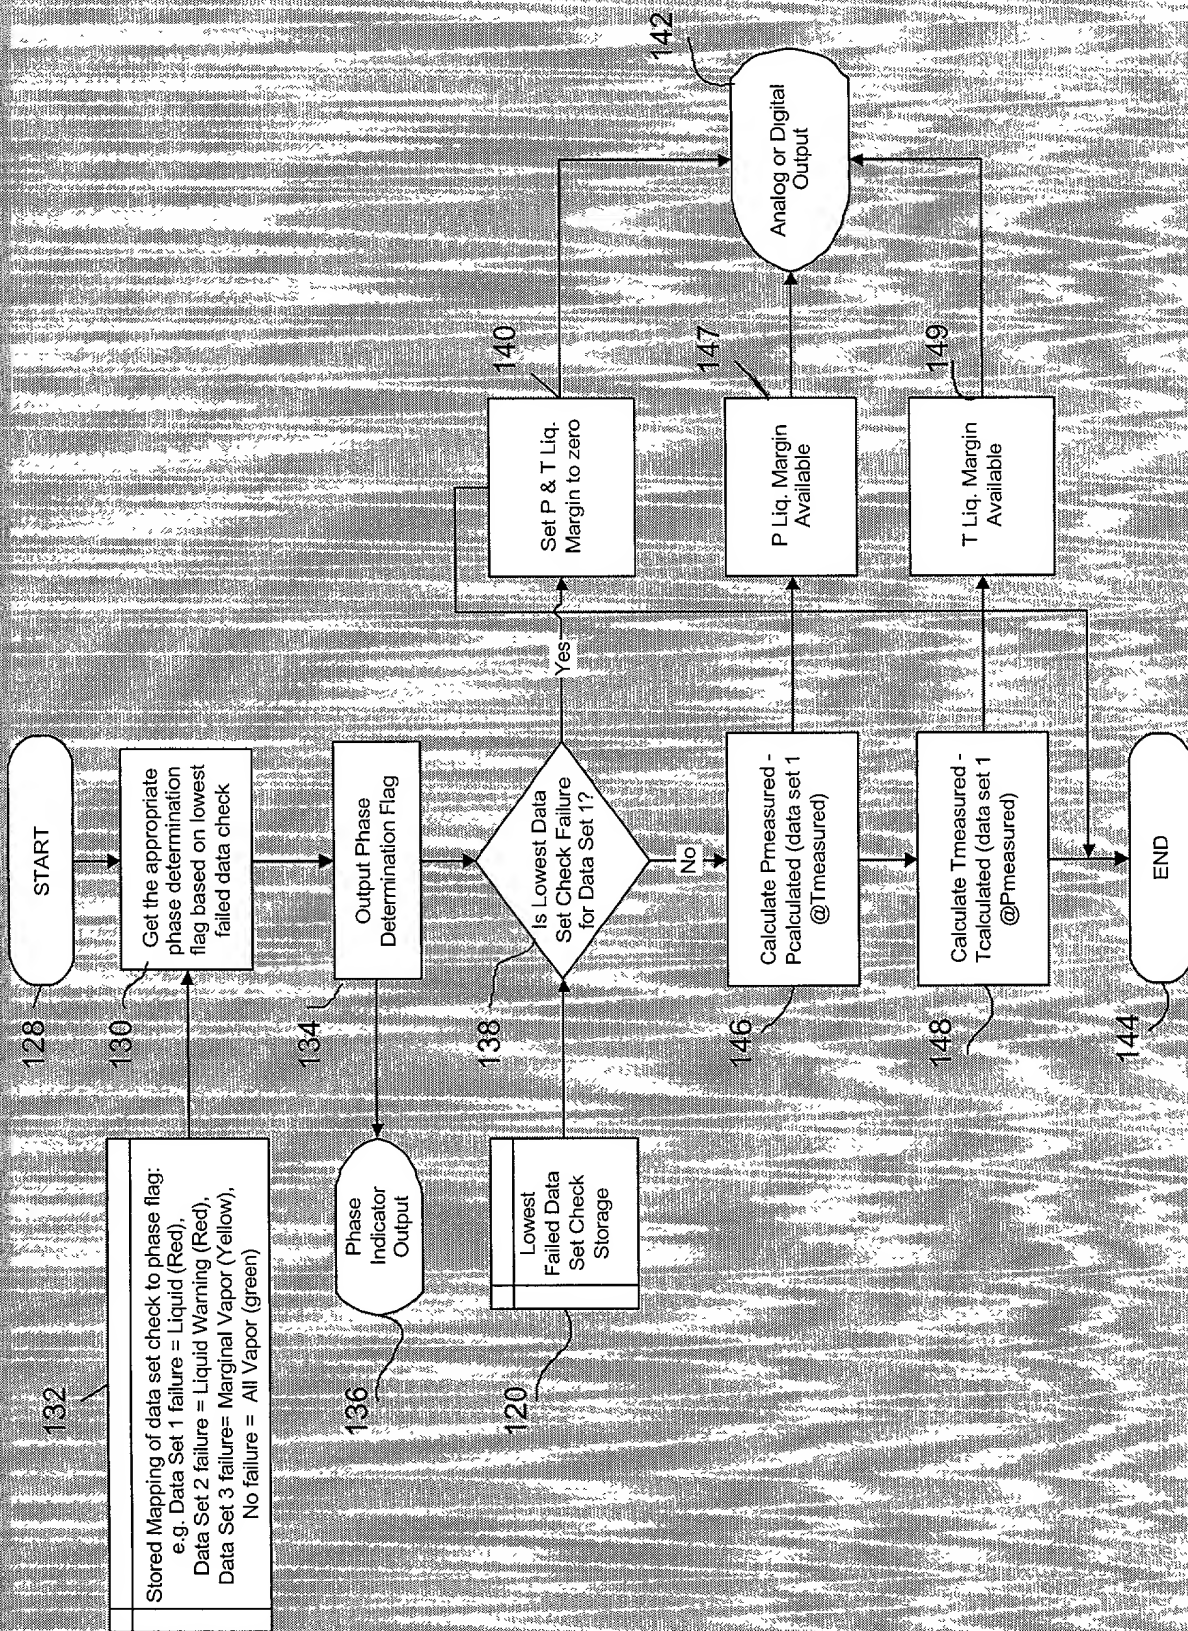 START
128
Get the appropriate
phase determination
flag based on lowest
failed data check
130
132
Stored Mapping of data set check to phase flag:
e.g. Data Set 1 failure = Liquid (Red),
Data Set 2 failure = Liquid Warning (Red),
Data Set 3 failure= Marginal Vapor (Yellow),
No failure = All Vapor (green)
Output Phase
Determination Flag
134
Phase
Indicator
Output
136
Is Lowest Data
Set Check Failure
for Data Set 1?
138
Lowest
Failed Data
Set Check
Storage
120
Yes
No
Set P & T Liq.
Margin to zero
140
Analog or Digital
Output
142
Calculate Pmeasured -
Pcalculated (data set 1
@Tmeasured)
146
P Liq. Margin
Available
147
Calculate Tmeasured -
Tcalculated (data set 1
@Pmeasured)
148
T Liq. Margin
Available
149
END
144